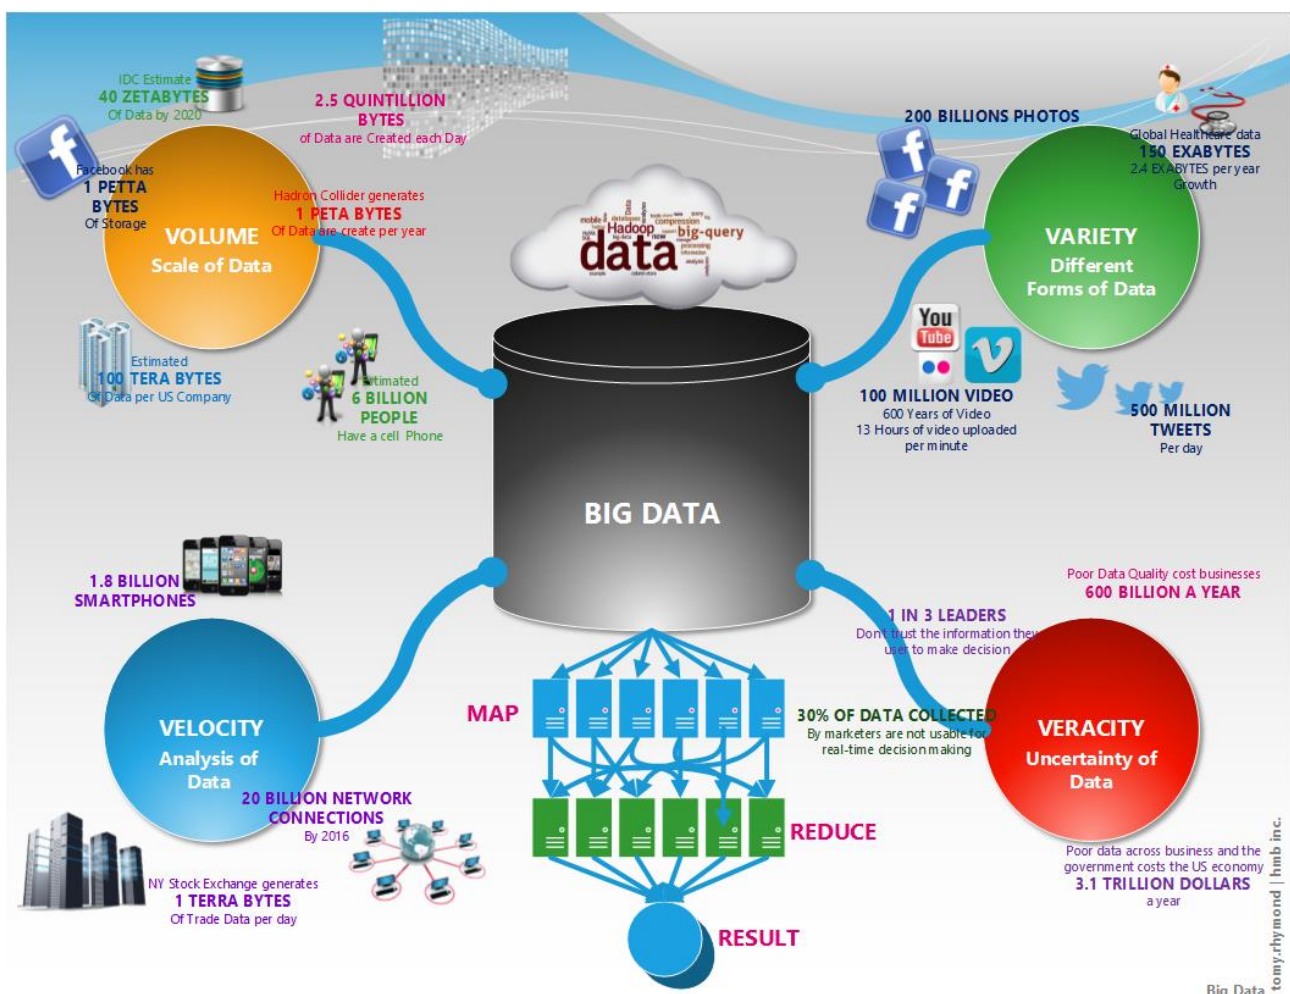 IDC Estimate
40 ZETABYTES
Of Data by 2020
2.5 QUINTILLION
BYTES
of Data are Created each Day
f
Facebook has
1 PETTA
BYTES
Of Storage
Hadron Collider generates
1 PETA BYTES
Of Data are create per year
VOLUME
Scale of Data
Estimated
100 TERA BYTES
Of Data per US Company
Estimated
6 BILLION
PEOPLE
Have a cell Phone
mobile
Hadoop
compression
big-query
data
processing
information
analysis
BIG DATA
200 BILLIONS PHOTOS
f
f
f
Global Healthcare data
150 EXABYTES
2.4 EXABYTES per year
Growth
VARIETY
Different
Forms of Data
You
Tube
v
100 MILLION VIDEO
600 Years of Video
13 Hours of video uploaded
per minute
500 MILLION
TWEETS
Per day
1.8 BILLION
SMARTPHONES
VELOCITY
Analysis of
Data
20 BILLION NETWORK
CONNECTIONS
By 2016
NY Stock Exchange generates
1 TERRA BYTES
Of Trade Data per day
MAP
REDUCE
RESULT
Poor Data Quality cost businesses
600 BILLION A YEAR
1 IN 3 LEADERS
Don't trust the information they
user to make decision
30% OF DATA COLLECTED
By marketers are not usable for
real-time decision making
VERACITY
Uncertainty of
Data
Poor data across business and the
government costs the US economy
3.1 TRILLION DOLLARS
a year
tomy.rhymond | hmb inc.
Big Data